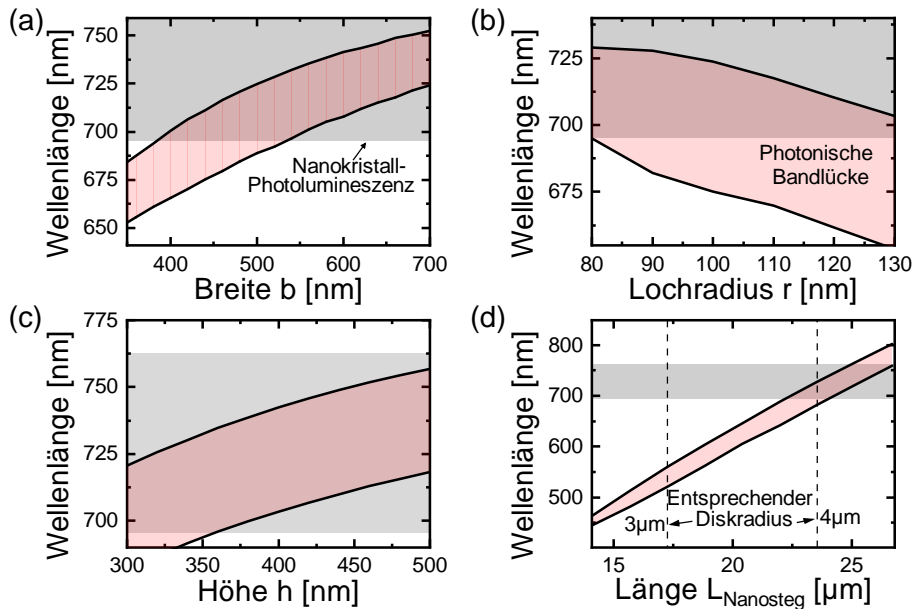 (a)
Wellenlänge [nm]
750
725
700
675
650
Nanokristall-
Photolumineszenz
400 500 600 700
Breite b [nm]
(b)
Wellenlänge [nm]
725
700
675
Photonische
Bandlücke
80 90 100 110 120 130
Lochradius r [nm]
(c)
Wellenlänge [nm]
775
750
725
700
300 350 400 450 500
Höhe h [nm]
(d)
Wellenlänge [nm]
800
700
600
500
Entsprechender
3µm Diskradius 4µm
15 20 25
Länge L_Nanosteg [µm]